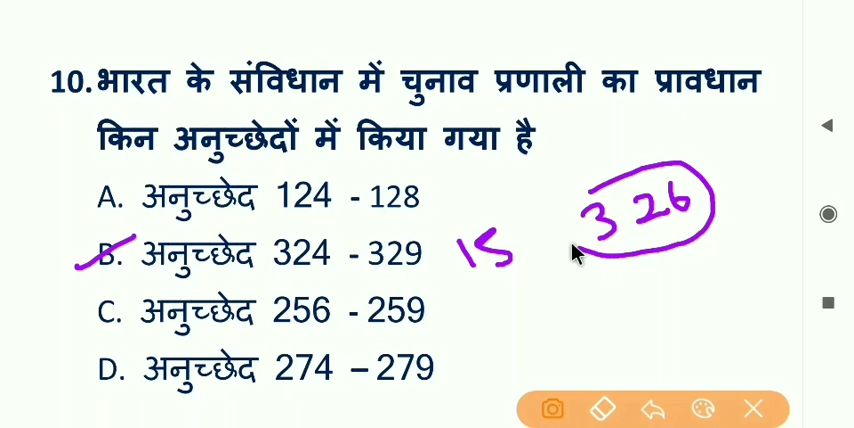 10. भारत के संविधान में चुनाव प्रणाली का प्रावधान
किन अनुच्छेदों में किया गया है
A. अनुच्छेद 124 - 128
B. अनुच्छेद 324 - 329 15 326
C. अनुच्छेद 256 - 259
D. अनुच्छेद 274 – 279